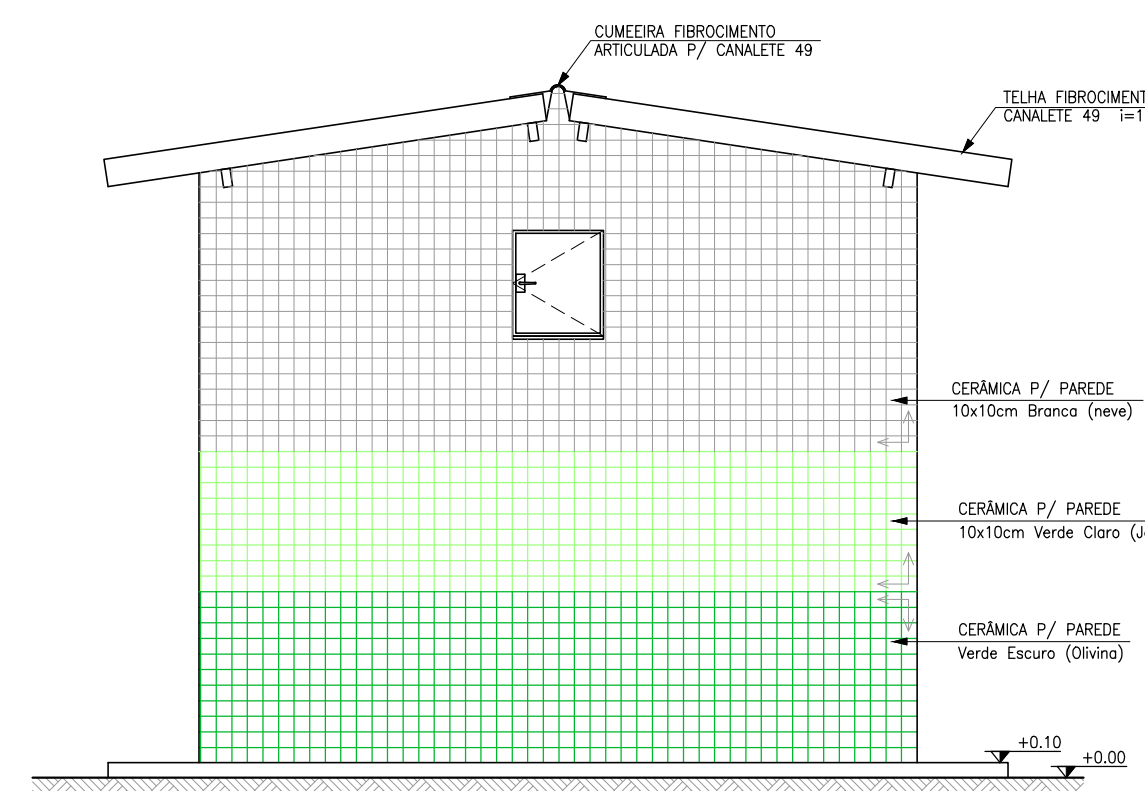 CUMEEIRA FIBROCIMENTO
ARTICULADA P/ CANALETE 49
TELHA FIBROCIMENT
CANALETE 49 i=1
CERÂMICA P/ PAREDE
10x10cm Branca (neve)
CERÂMICA P/ PAREDE
10x10cm Verde Claro (J
CERÂMICA P/ PAREDE
Verde Escuro (Olivina)
+0.10
+0.00